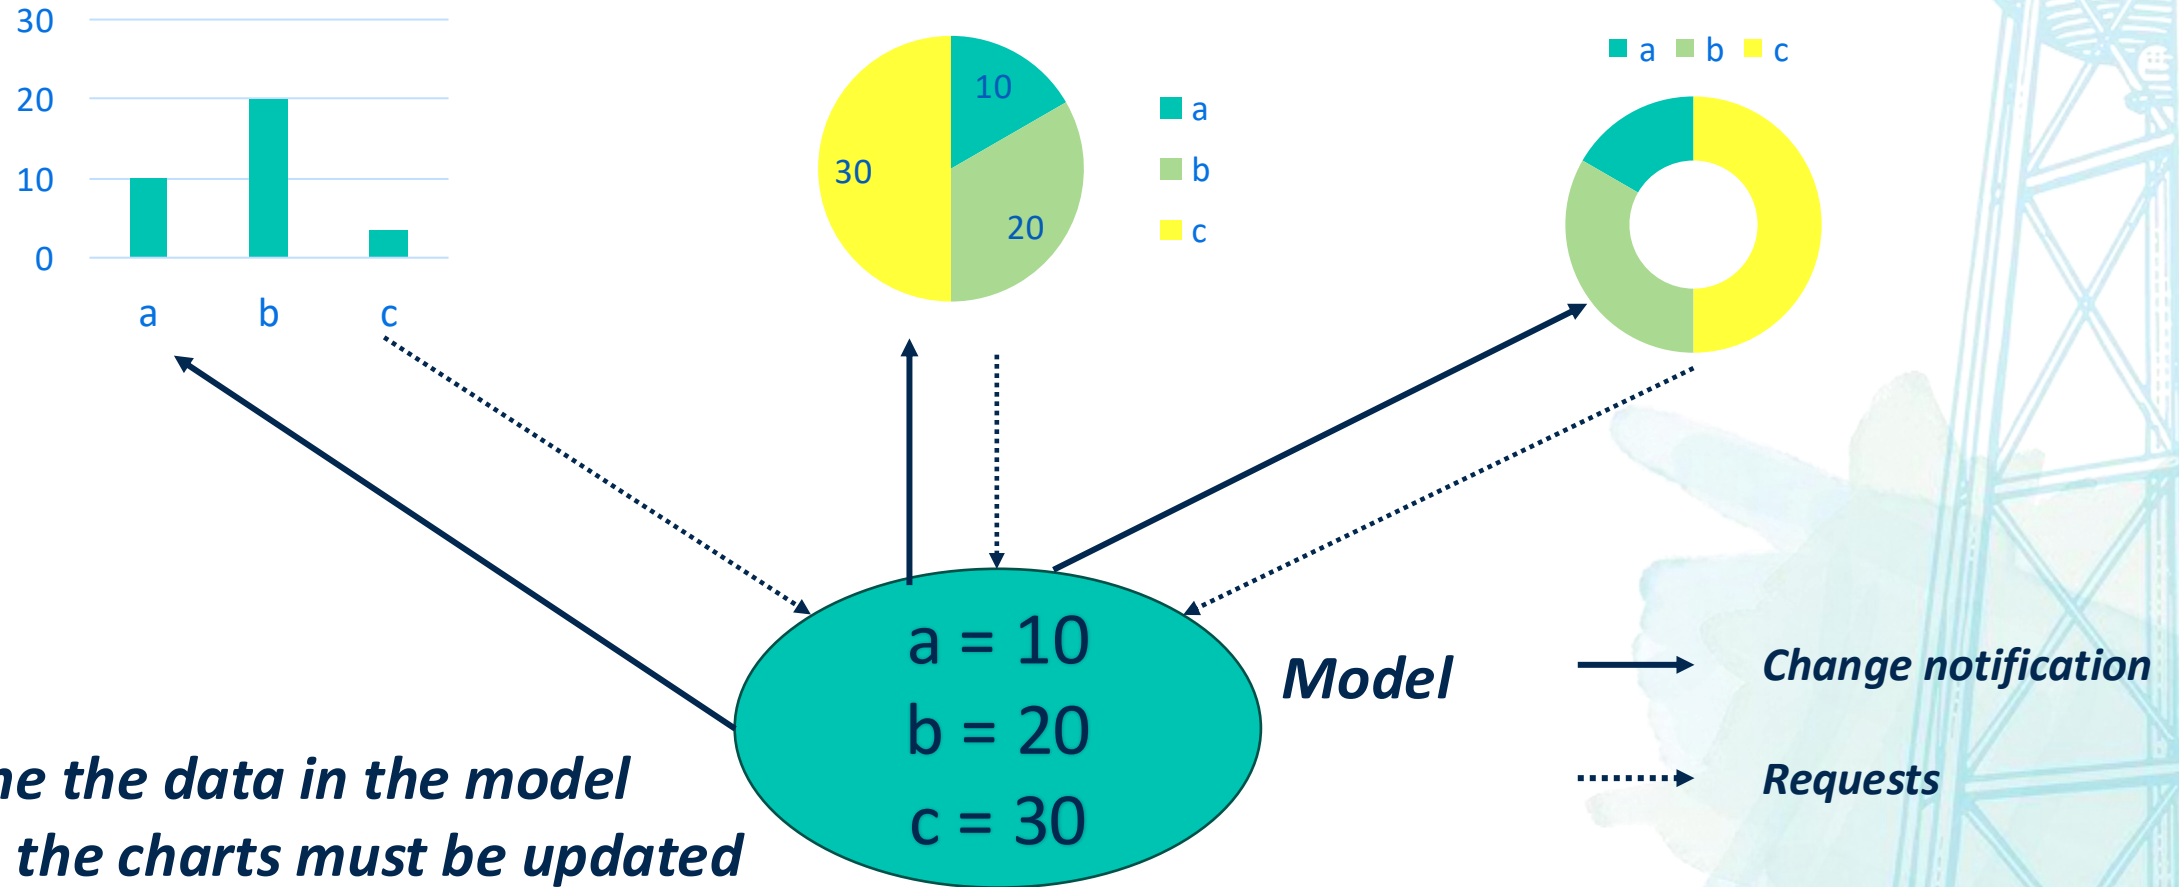 30
20
10
0
a b c
10
20
30
a
b
c
a b c
a = 10
b = 20
c = 30
Model
Change notification
Requests
the data in the model
the charts must be updated